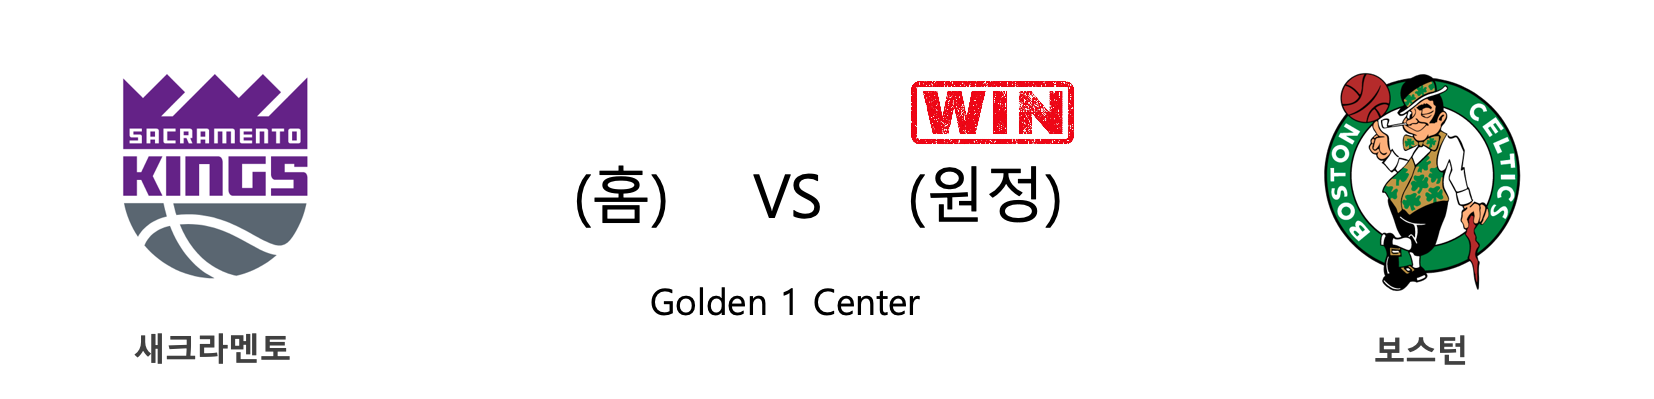 SACRAMENTO
KINGS
WIN
(홈) VS (원정)
BOSTON CELTICS
Golden 1 Center
새크라멘토
보스턴